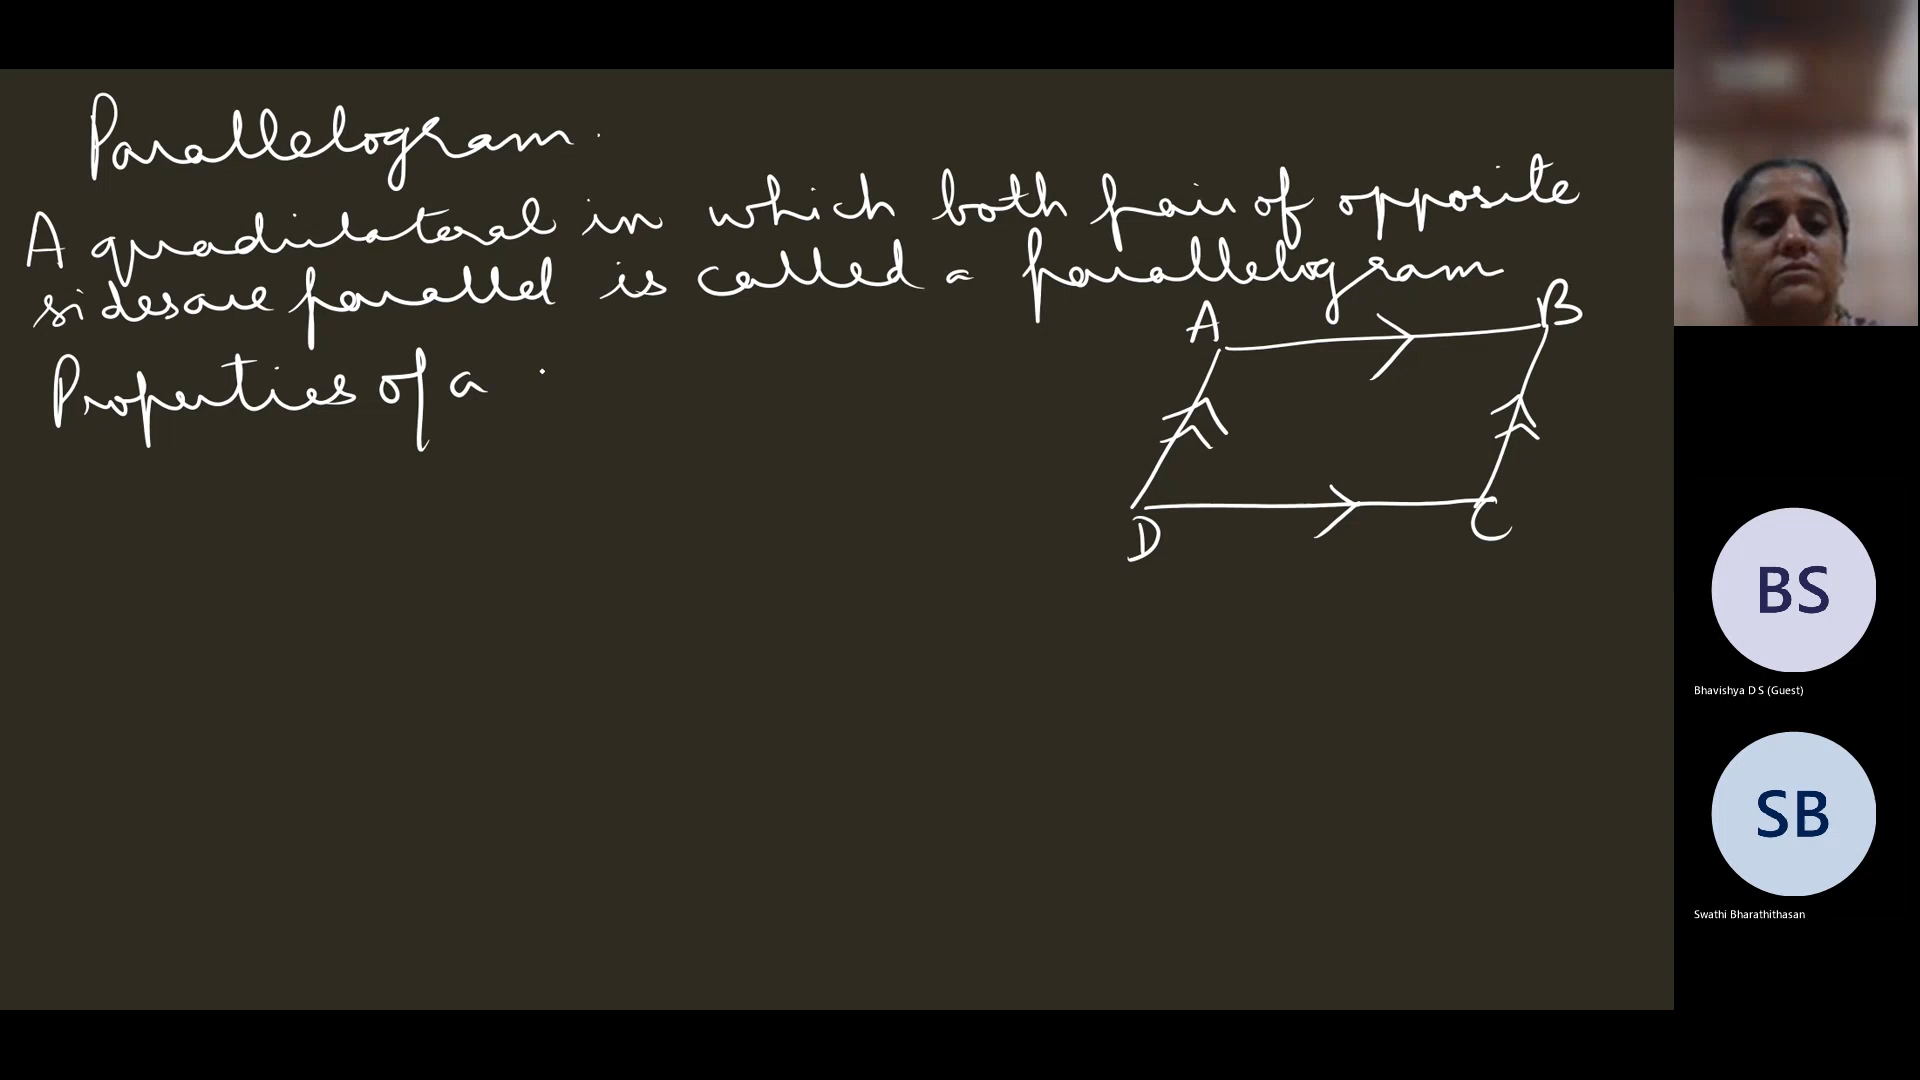 Parallelogram.
A quadrilateral in which both pair of opposite
sides are parallel is called a parallelogram
A
B
Properties of a
D
C
BS
Bhavishya D S (Guest)
SB
Swathi Bharathithasan